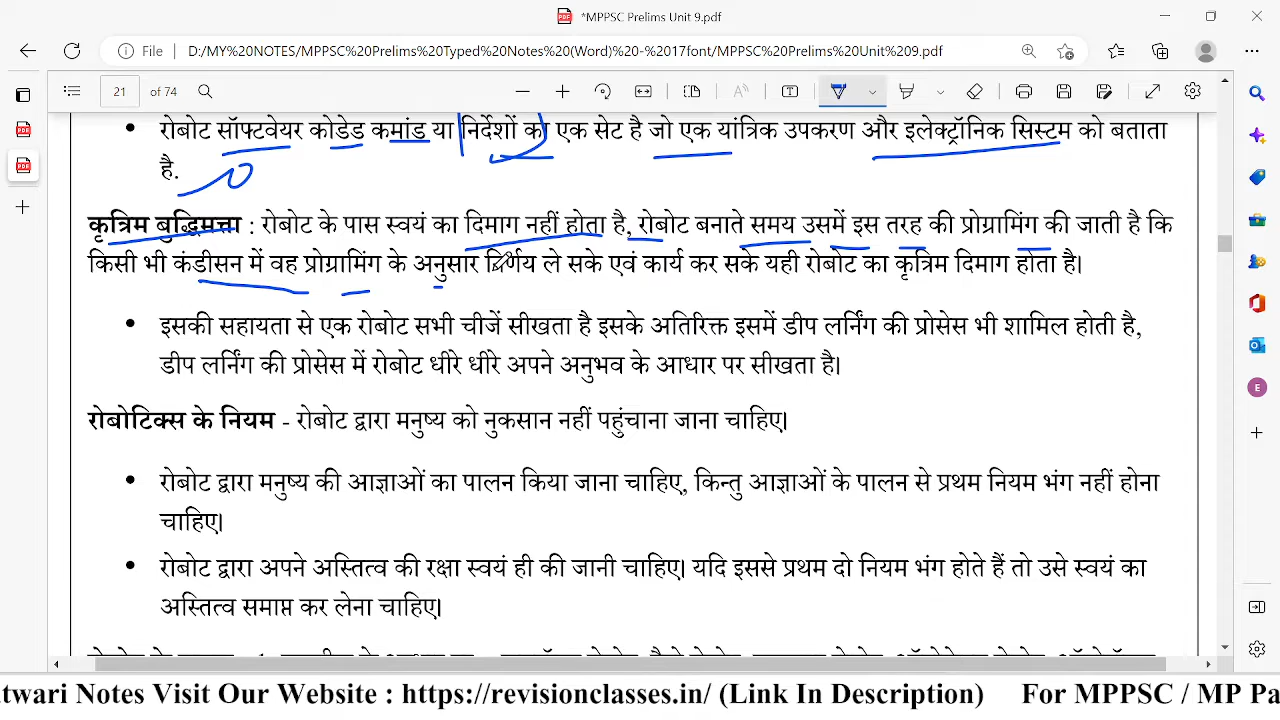 *MPPSC Prelims Unit 9.pdf
File
D:/MY%20NOTES/MPPSC%20Prelims%20Typed%20Notes%20(Word)%20-%2017font/MPPSC%20Prelims%20Unit%209.pdf
21 of 74
रोबोट सॉफ्टवेयर कोडेड कमांड या निर्देशों का एक सेट है जो एक यांत्रिक उपकरण और इलेक्ट्रॉनिक सिस्टम को बताता
है.
कृत्रिम बुद्धिमत्ता : रोबोट के पास स्वयं का दिमाग नहीं होता है, रोबोट बनाते समय उसमें इस तरह की प्रोग्रामिंग की जाती है कि
किसी भी कंडीसन में वह प्रोग्रामिंग के अनुसार निर्णय ले सके एवं कार्य कर सके यही रोबोट का कृत्रिम दिमाग होता है।
• इसकी सहायता से एक रोबोट सभी चीजें सीखता है इसके अतिरिक्त इसमें डीप लर्निंग की प्रोसेस भी शामिल होती है,
डीप लर्निंग की प्रोसेस में रोबोट धीरे धीरे अपने अनुभव के आधार पर सीखता है।
रोबोटिक्स के नियम - रोबोट द्वारा मनुष्य को नुकसान नहीं पहुंचाना जाना चाहिए।
• रोबोट द्वारा मनुष्य की आज्ञाओं का पालन किया जाना चाहिए, किन्तु आज्ञाओं के पालन से प्रथम नियम भंग नहीं होना
चाहिए।
• रोबोट द्वारा अपने अस्तित्व की रक्षा स्वयं ही की जानी चाहिए। यदि इससे प्रथम दो नियम भंग होते हैं तो उसे स्वयं का
अस्तित्व समाप्त कर लेना चाहिए।
E
atwari Notes Visit Our Website : https://revisionclasses.in/ (Link In Description) For MPPSC / MP Pa